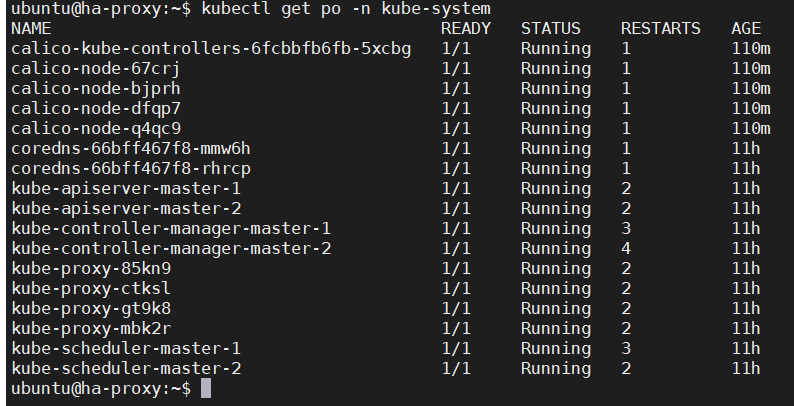 ubuntu@ha-proxy:~$ kubectl get po -n kube-system
NAME READY STATUS RESTARTS AGE
calico-kube-controllers-6fcbbfb6fb-5xcbg 1/1 Running 1 110m
calico-node-67crj 1/1 Running 1 110m
calico-node-bjprh 1/1 Running 1 110m
calico-node-dfqp7 1/1 Running 1 110m
calico-node-q4qc9 1/1 Running 1 110m
coredns-66bff467f8-mmw6h 1/1 Running 1 11h
coredns-66bff467f8-rhrcp 1/1 Running 1 11h
kube-apiserver-master-1 1/1 Running 2 11h
kube-apiserver-master-2 1/1 Running 2 11h
kube-controller-manager-master-1 1/1 Running 3 11h
kube-controller-manager-master-2 1/1 Running 4 11h
kube-proxy-85kn9 1/1 Running 2 11h
kube-proxy-ctksl 1/1 Running 2 11h
kube-proxy-gt9k8 1/1 Running 2 11h
kube-proxy-mbk2r 1/1 Running 2 11h
kube-scheduler-master-1 1/1 Running 3 11h
kube-scheduler-master-2 1/1 Running 2 11h
ubuntu@ha-proxy:~$